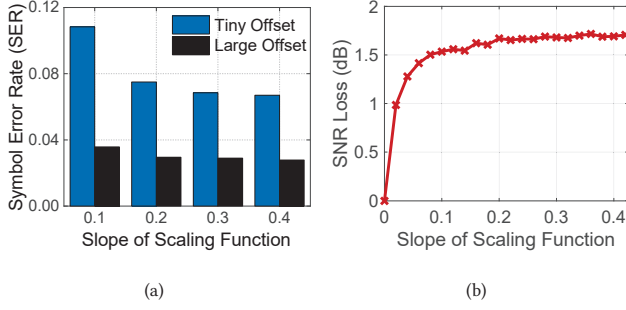 Symbol Error Rate (SER)
0.12
0.08
0.04
0.00
Tiny Offset
Large Offset
0.1 0.2 0.3 0.4
Slope of Scaling Function
(a)
SNR Loss (dB)
2
1.5
1
0.5
0
0 0.1 0.2 0.3 0.4
Slope of Scaling Function
(b)